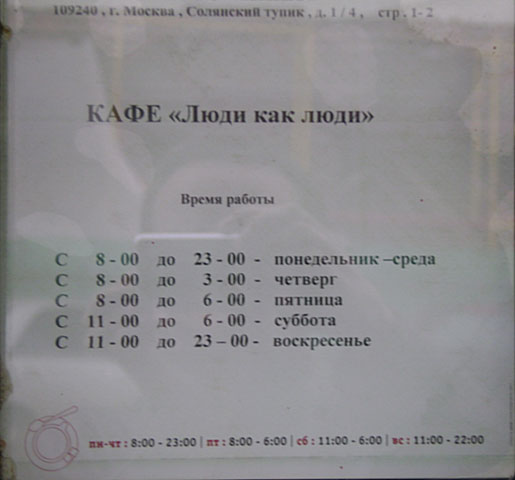 109240 , г. Москва , Солянский тупик , д. 1 / 4 , стр . 1- 2
КАФЕ «Люди как люди»
Время работы
С 8 - 00 до 23 - 00 - понедельник –среда
С 8 - 00 до 3 - 00 - четверг
С 8 - 00 до 6 - 00 - пятница
С 11 - 00 до 6 - 00 - суббота
С 11 - 00 до 23 – 00 - воскресенье
пн-чт : 8:00 - 23:00 | пт : 8:00 - 6:00 | сб : 11:00 - 6:00 | вс : 11:00 - 22:00